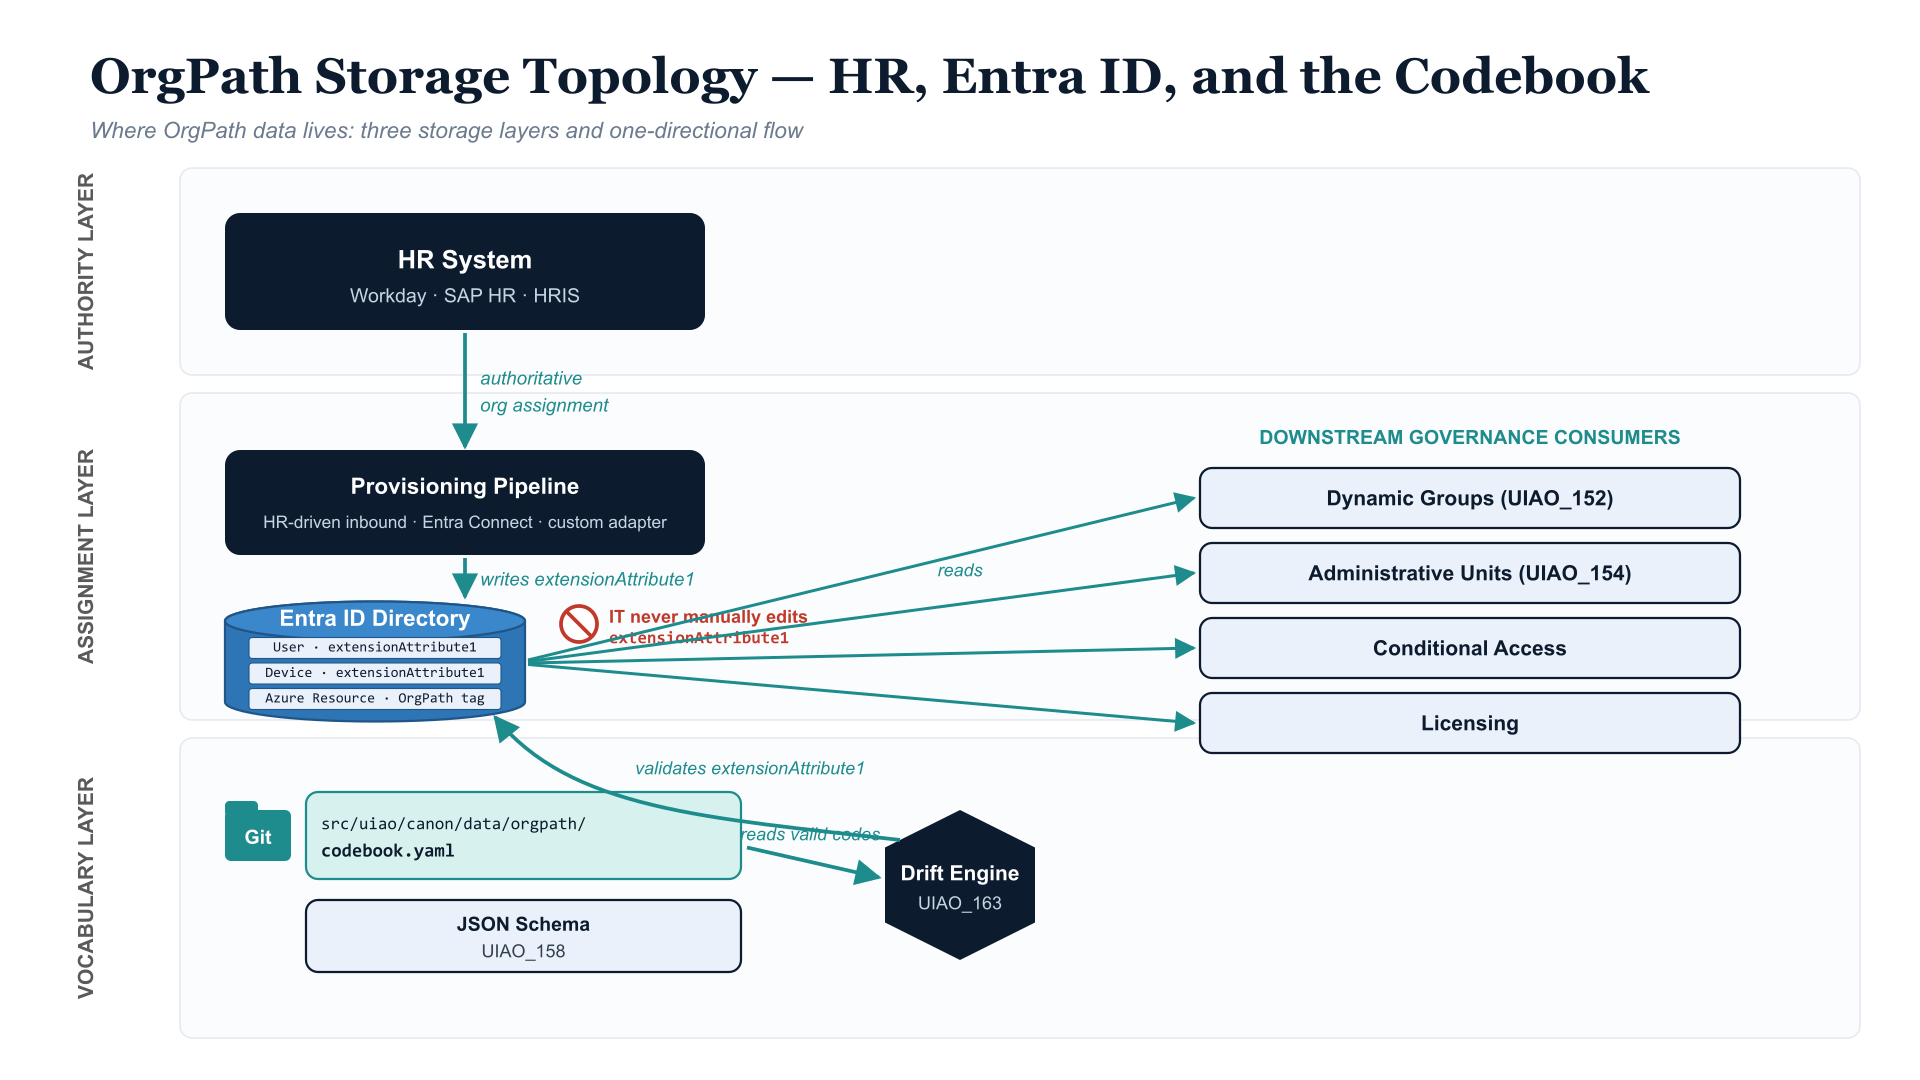 OrgPath Storage Topology — HR, Entra ID, and the Codebook
Where OrgPath data lives: three storage layers and one-directional flow
AUTHORITY LAYER
HR System
Workday · SAP HR · HRIS
authoritative
org assignment
ASSIGNMENT LAYER
Provisioning Pipeline
HR-driven inbound · Entra Connect · custom adapter
writes extensionAttribute1
Entra ID Directory
User · extensionAttribute1
Device · extensionAttribute1
Azure Resource · OrgPath tag
IT never manually edits
extensionAttribute1
reads
DOWNSTREAM GOVERNANCE CONSUMERS
Dynamic Groups (UIAO_152)
Administrative Units (UIAO_154)
Conditional Access
Licensing
VOCABULARY LAYER
validates extensionAttribute1
Git
src/uiao/canon/data/orgpath/
codebook.yaml
reads valid codes
Drift Engine
UIAO_163
JSON Schema
UIAO_158